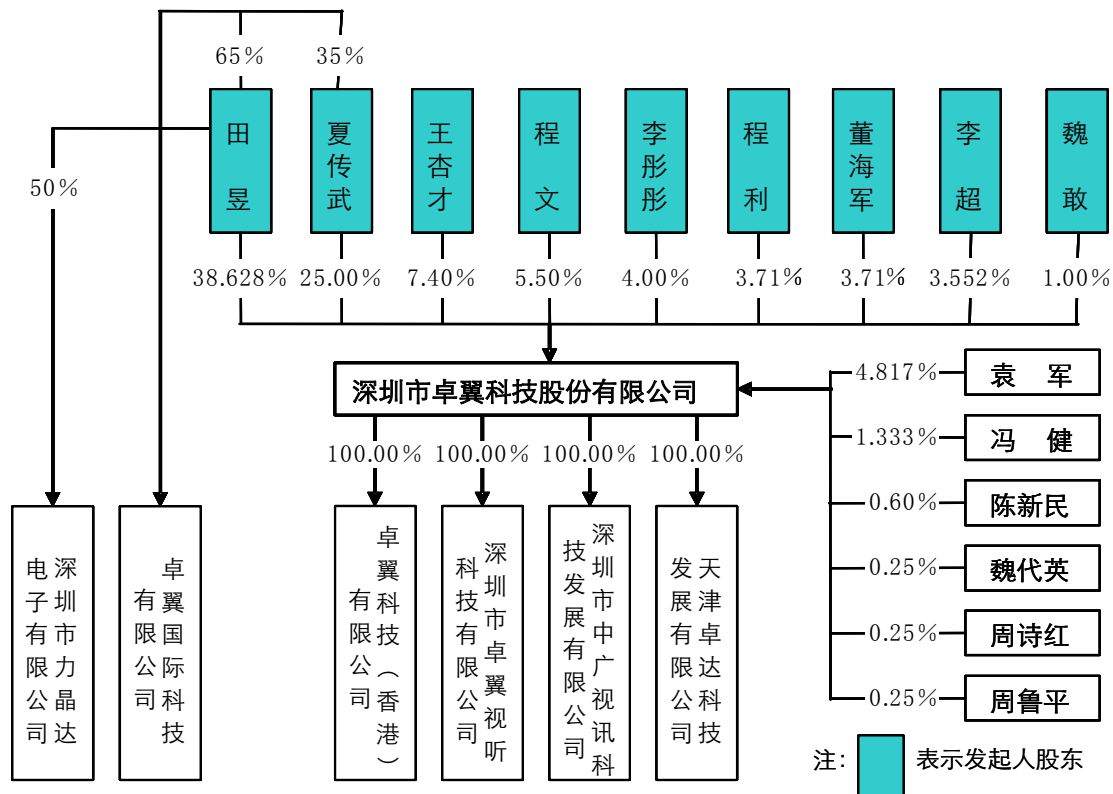 65%
35%
田昱
夏传武
王杏才
程文
李彤彤
程利
董海军
李超
魏敢
50%
38.628%
25.00%
7.40%
5.50%
4.00%
3.71%
3.71%
3.552%
1.00%
深圳市卓翼科技股份有限公司
4.817%
袁 军
1.333%
冯 健
0.60%
陈新民
0.25%
魏代英
0.25%
周诗红
0.25%
周鲁平
100.00%
100.00%
100.00%
100.00%
深圳市力晶达
电子有限公司
卓翼国际科技
有限公司
卓翼科技（香港）
有限公司
深圳市卓翼视听
科技有限公司
深圳市中广视讯科
技发展有限公司
天津卓达科技
发展有限公司
注:
表示发起人股东